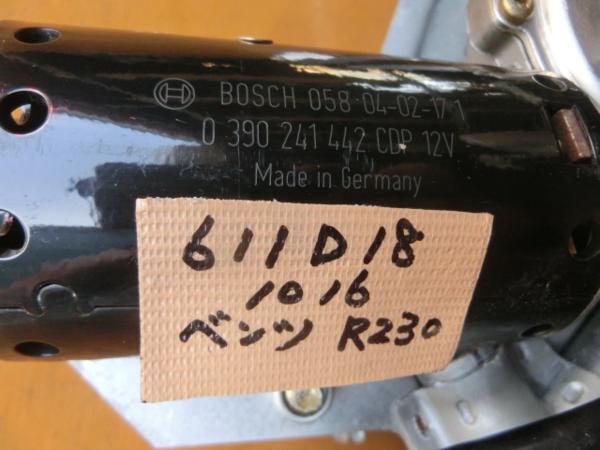 BOSCH 058 04-02-17 1
0 390 241 442 CDP 12V
Made in Germany
611D18
1016
ベンツ R230